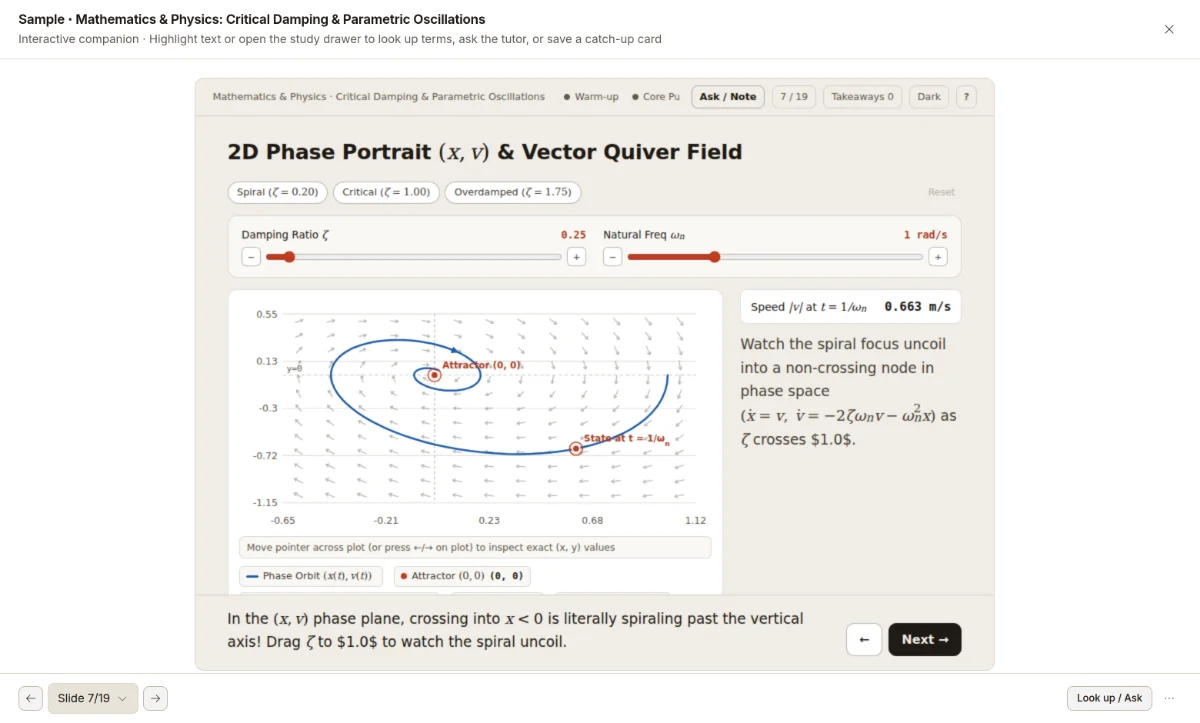 Sample · Mathematics & Physics: Critical Damping & Parametric Oscillations
Interactive companion · Highlight text or open the study drawer to look up terms, ask the tutor, or save a catch-up card
Mathematics & Physics · Critical Damping & Parametric Oscillations
Warm-up
Core Pu
Ask / Note
7 / 19
Takeaways 0
Dark
?
2D Phase Portrait (x, v) & Vector Quiver Field
Spiral (ζ = 0.20)
Critical (ζ = 1.00)
Overdamped (ζ = 1.75)
Reset
Damping Ratio ζ
0.25
−
+
Natural Freq ωₙ
1 rad/s
−
+
0.55
0.13
-0.3
-0.72
-1.15
y=0
Attractor (0, 0)
State at t = 1/ωₙ
-0.65
-0.21
0.23
0.68
1.12
Move pointer across plot (or press ←/→ on plot) to inspect exact (x, y) values
Phase Orbit (x(t), v(t))
Attractor (0, 0) (0, 0)
Speed |v| at t = 1/ωₙ
0.663 m/s
Watch the spiral focus uncoil
into a non-crossing node in
phase space
(ẋ = v, v̇ = −2ζωₙv − ωₙ²x) as
ζ crosses $1.0$.
In the (x, v) phase plane, crossing into x < 0 is literally spiraling past the vertical
axis! Drag ζ to $1.0$ to watch the spiral uncoil.
←
Next →
←
Slide 7/19
→
Look up / Ask
...